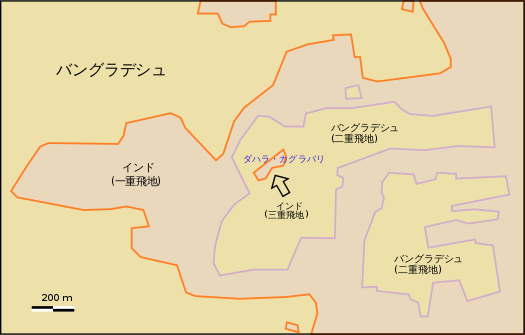 バングラデシュ
バングラデシュ
(二重飛地)
ダハラ・カグラバリ
インド
(一重飛地)
インド
(三重飛地)
バングラデシュ
(二重飛地)
200 m